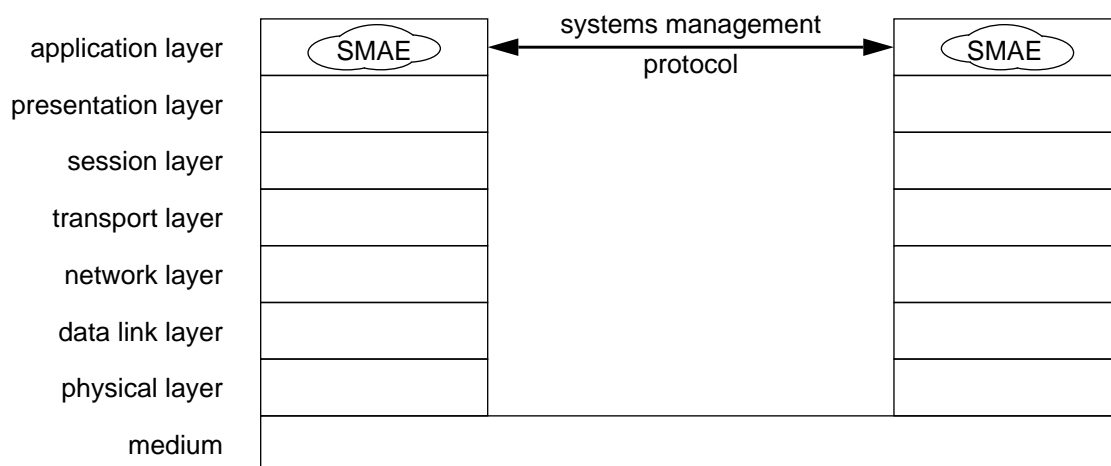 systems management
application layer SMAE SMAE
protocol
presentation layer
session layer
transport layer
network layer
data link layer
physical layer
medium